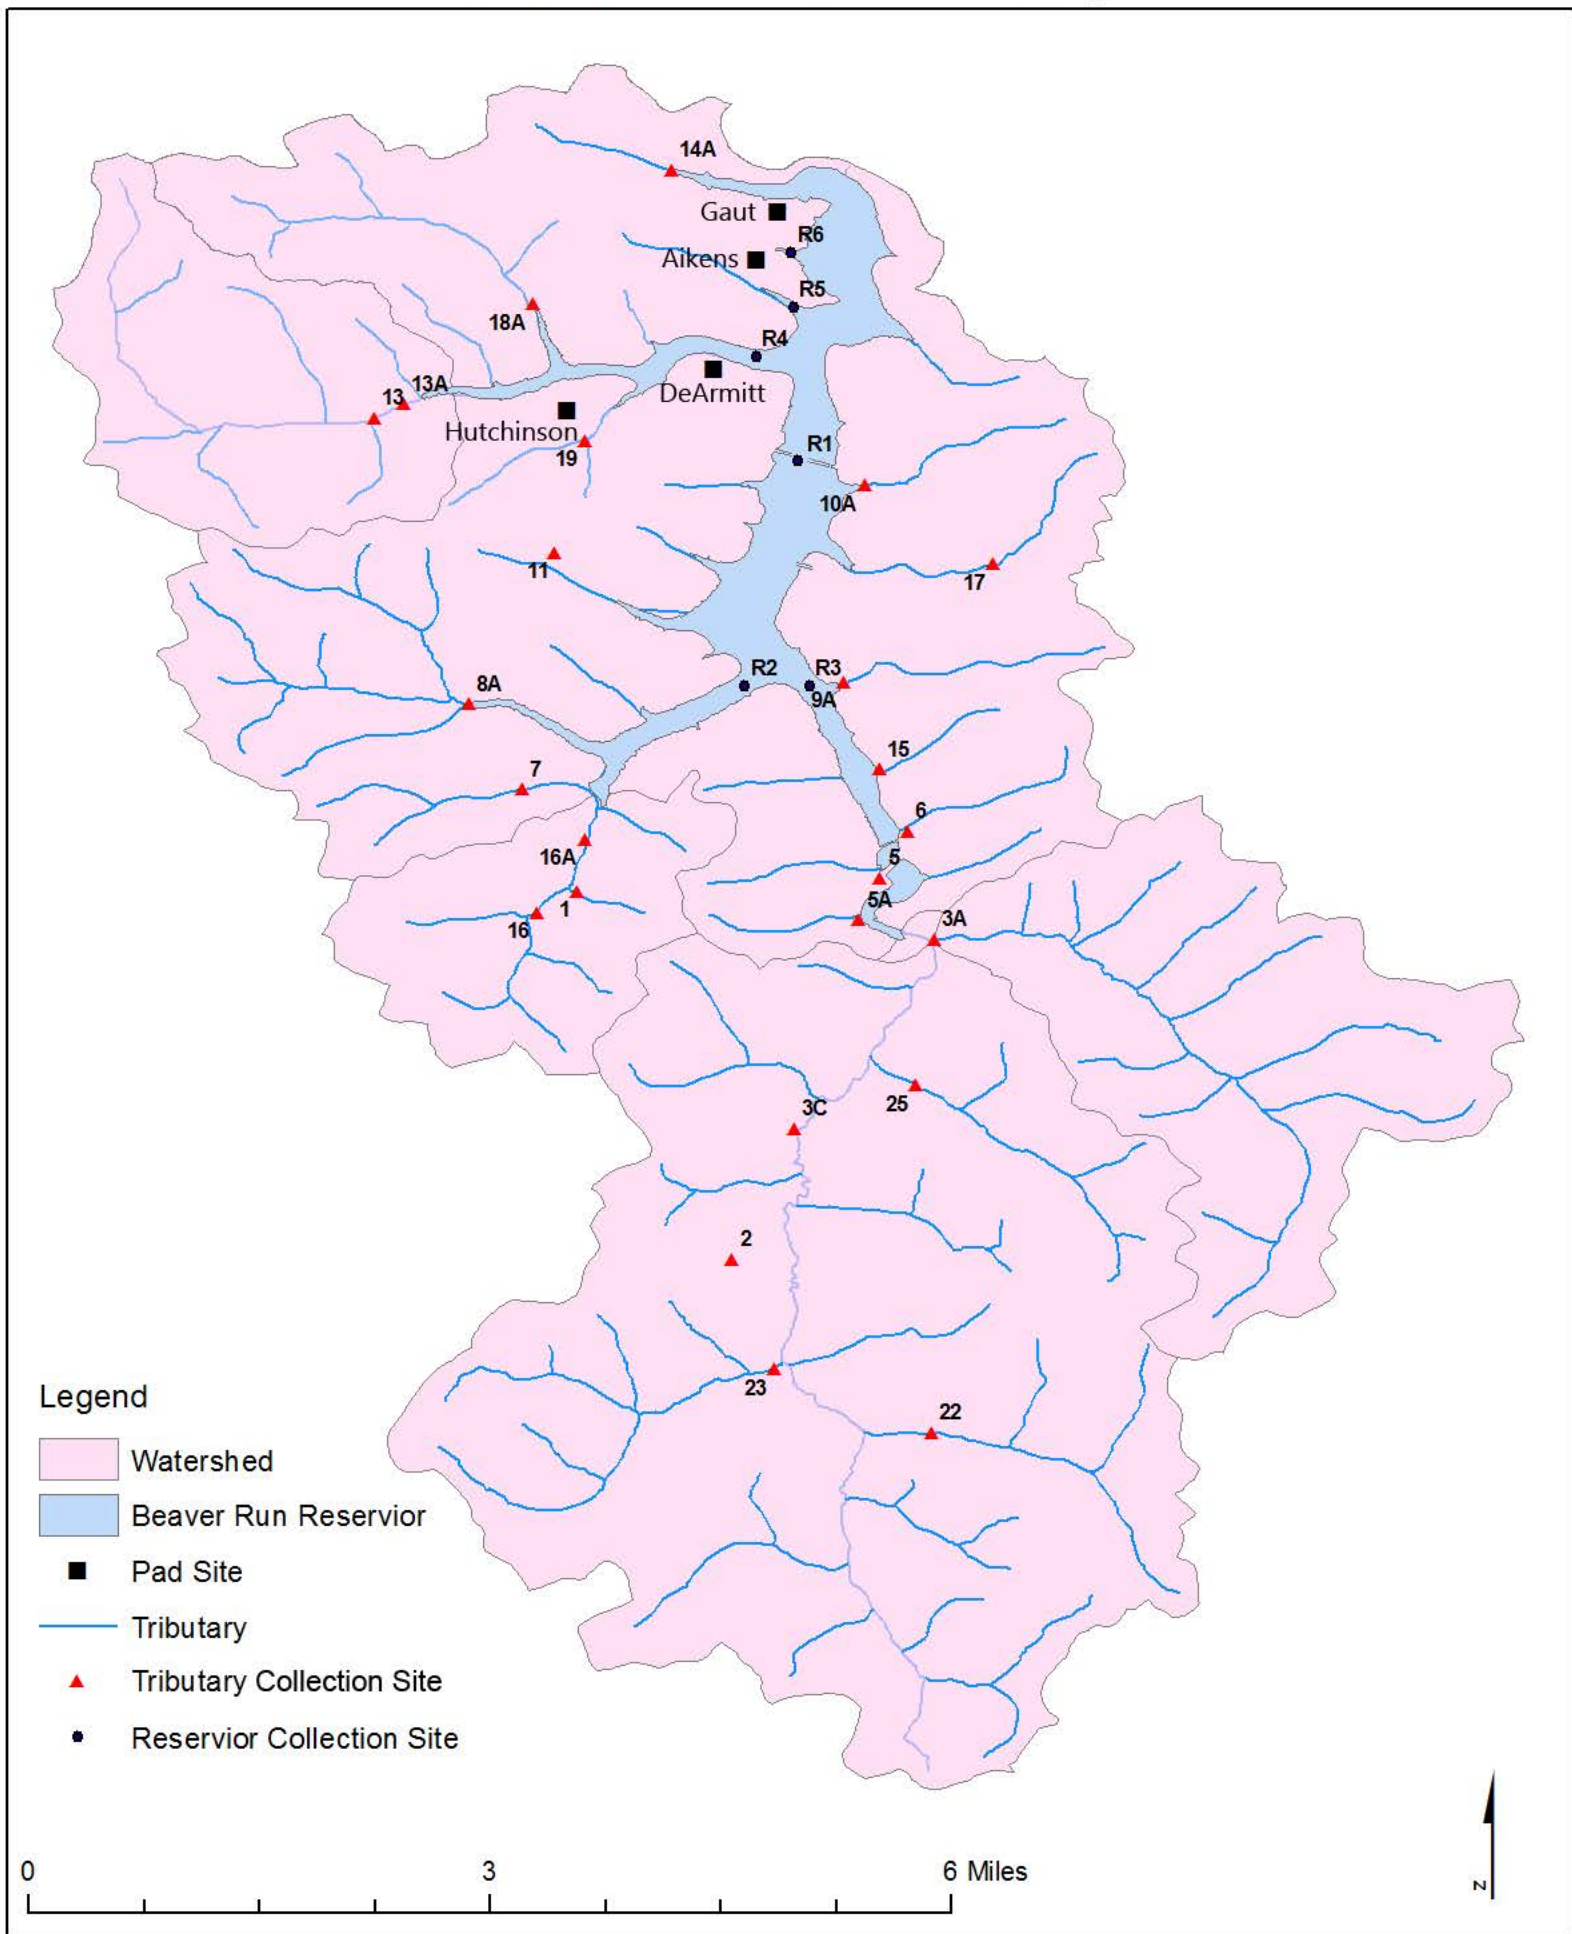 14A
Gaut
R6
Aikens
R5
18A
R4
13A
13
DeArmitt
Hutchinson
19
R1
10A
11
17
R2
R3
8A
9A
15
7
6
16A
5
1
5A
16
3A
25
3C
2
23
22
Legend
Watershed
Beaver Run Reservior
Pad Site
Tributary
Tributary Collection Site
Reservior Collection Site
0 3 6 Miles
z